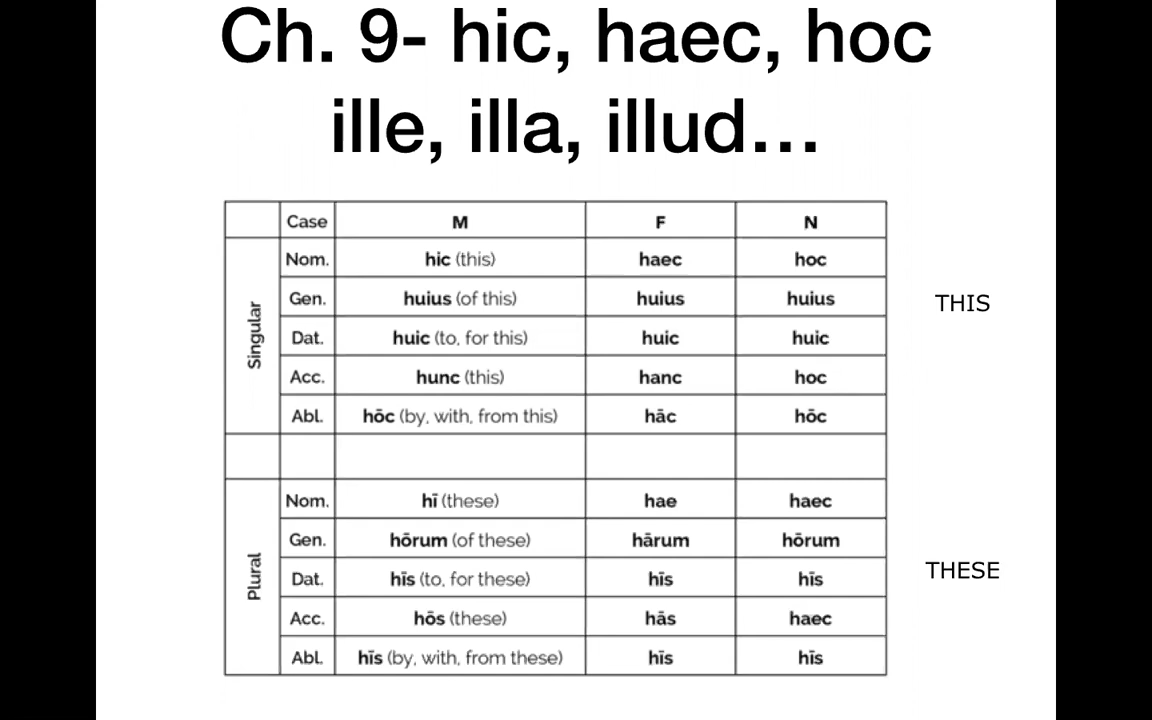 Ch. 9- hic, haec, hoc
ille, illa, illud...
Case M F N
Singular
Nom. hic (this) haec hoc
Gen. huius (of this) huius huius
Dat. huic (to, for this) huic huic
Acc. hunc (this) hanc hoc
Abl. hōc (by, with, from this) hāc hōc
THIS
Plural
Nom. hī (these) hae haec
Gen. hōrum (of these) hārum hōrum
Dat. hīs (to, for these) hīs hīs
Acc. hōs (these) hās haec
Abl. hīs (by, with, from these) hīs hīs
THESE